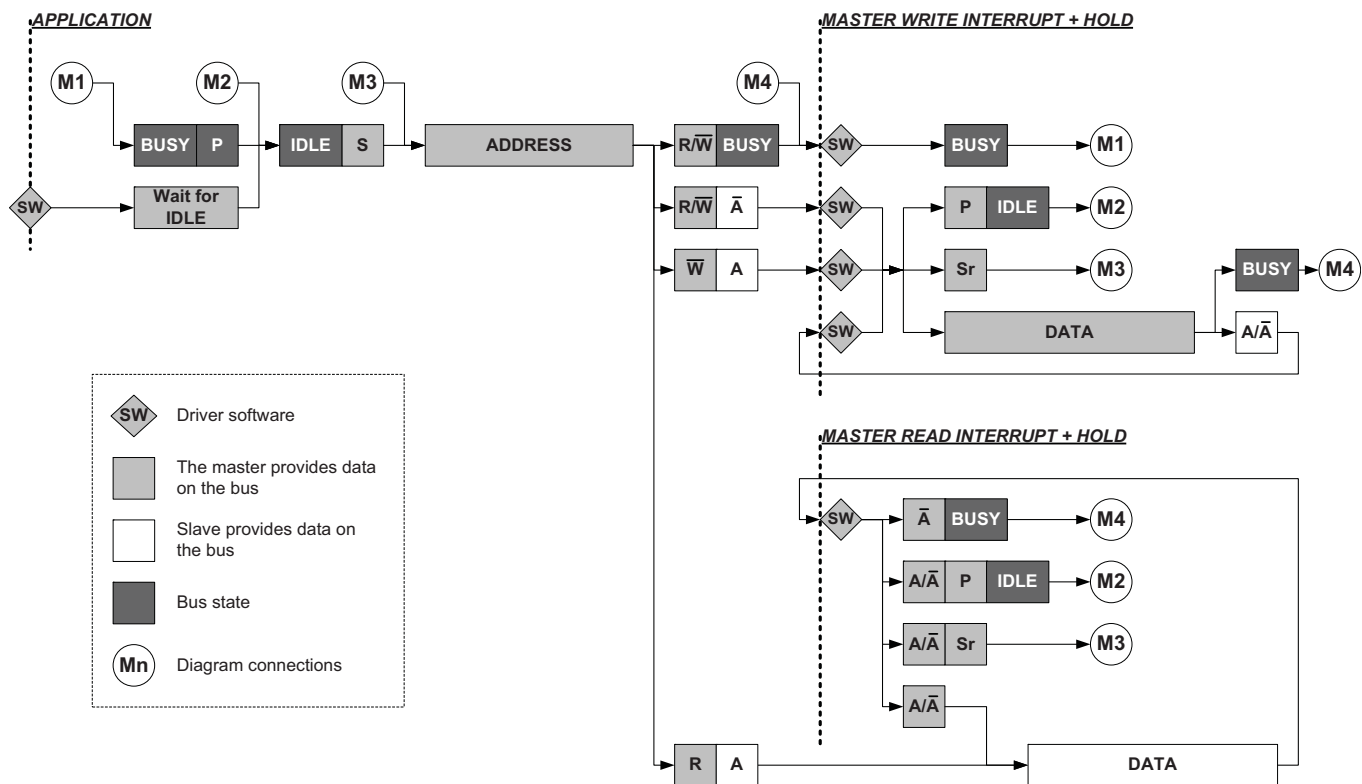 APPLICATION
MASTER WRITE INTERRUPT + HOLD
M1
M2
M3
M4
BUSY P
IDLE S
ADDRESS
R/W̅ BUSY
SW
BUSY
M1
SW
Wait for
IDLE
R/W̅ A̅
SW
P IDLE
M2
W̅ A
SW
Sr
M3
BUSY
M4
SW
DATA
A/A̅
SW
Driver software
The master provides data
on the bus
Slave provides data on
the bus
Bus state
Mn
Diagram connections
MASTER READ INTERRUPT + HOLD
SW
A̅ BUSY
M4
A/A̅ P IDLE
M2
A/A̅ Sr
M3
A/A̅
R A
DATA